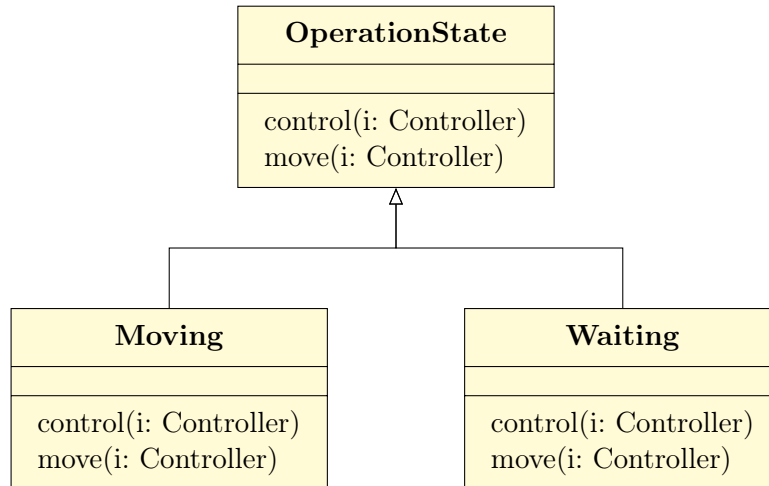 OperationState
control(i: Controller)
move(i: Controller)
Moving
control(i: Controller)
move(i: Controller)
Waiting
control(i: Controller)
move(i: Controller)